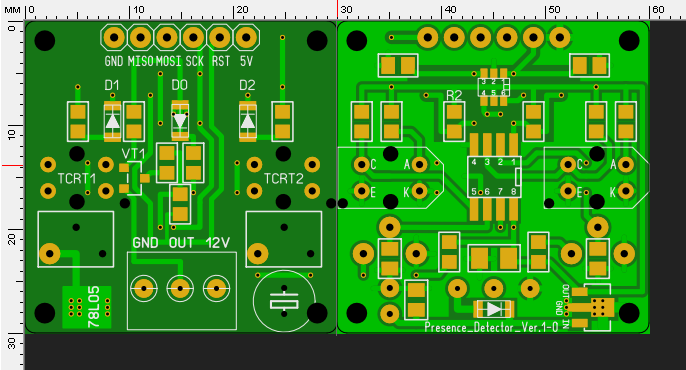 мм 0 10 20 30 40 50 60
0
10
20
30
GND MISO MOSI SCK RST 5V
D1 D0 D2
VT1
TCRT1 TCRT2
GND OUT 12V
78L05
3 2 1
4 5 6
R2
4 3 2 1
5 6 7 8
C A C A
E K E K
OUT
GND
IN
Presence_Detector_Ver.1-0